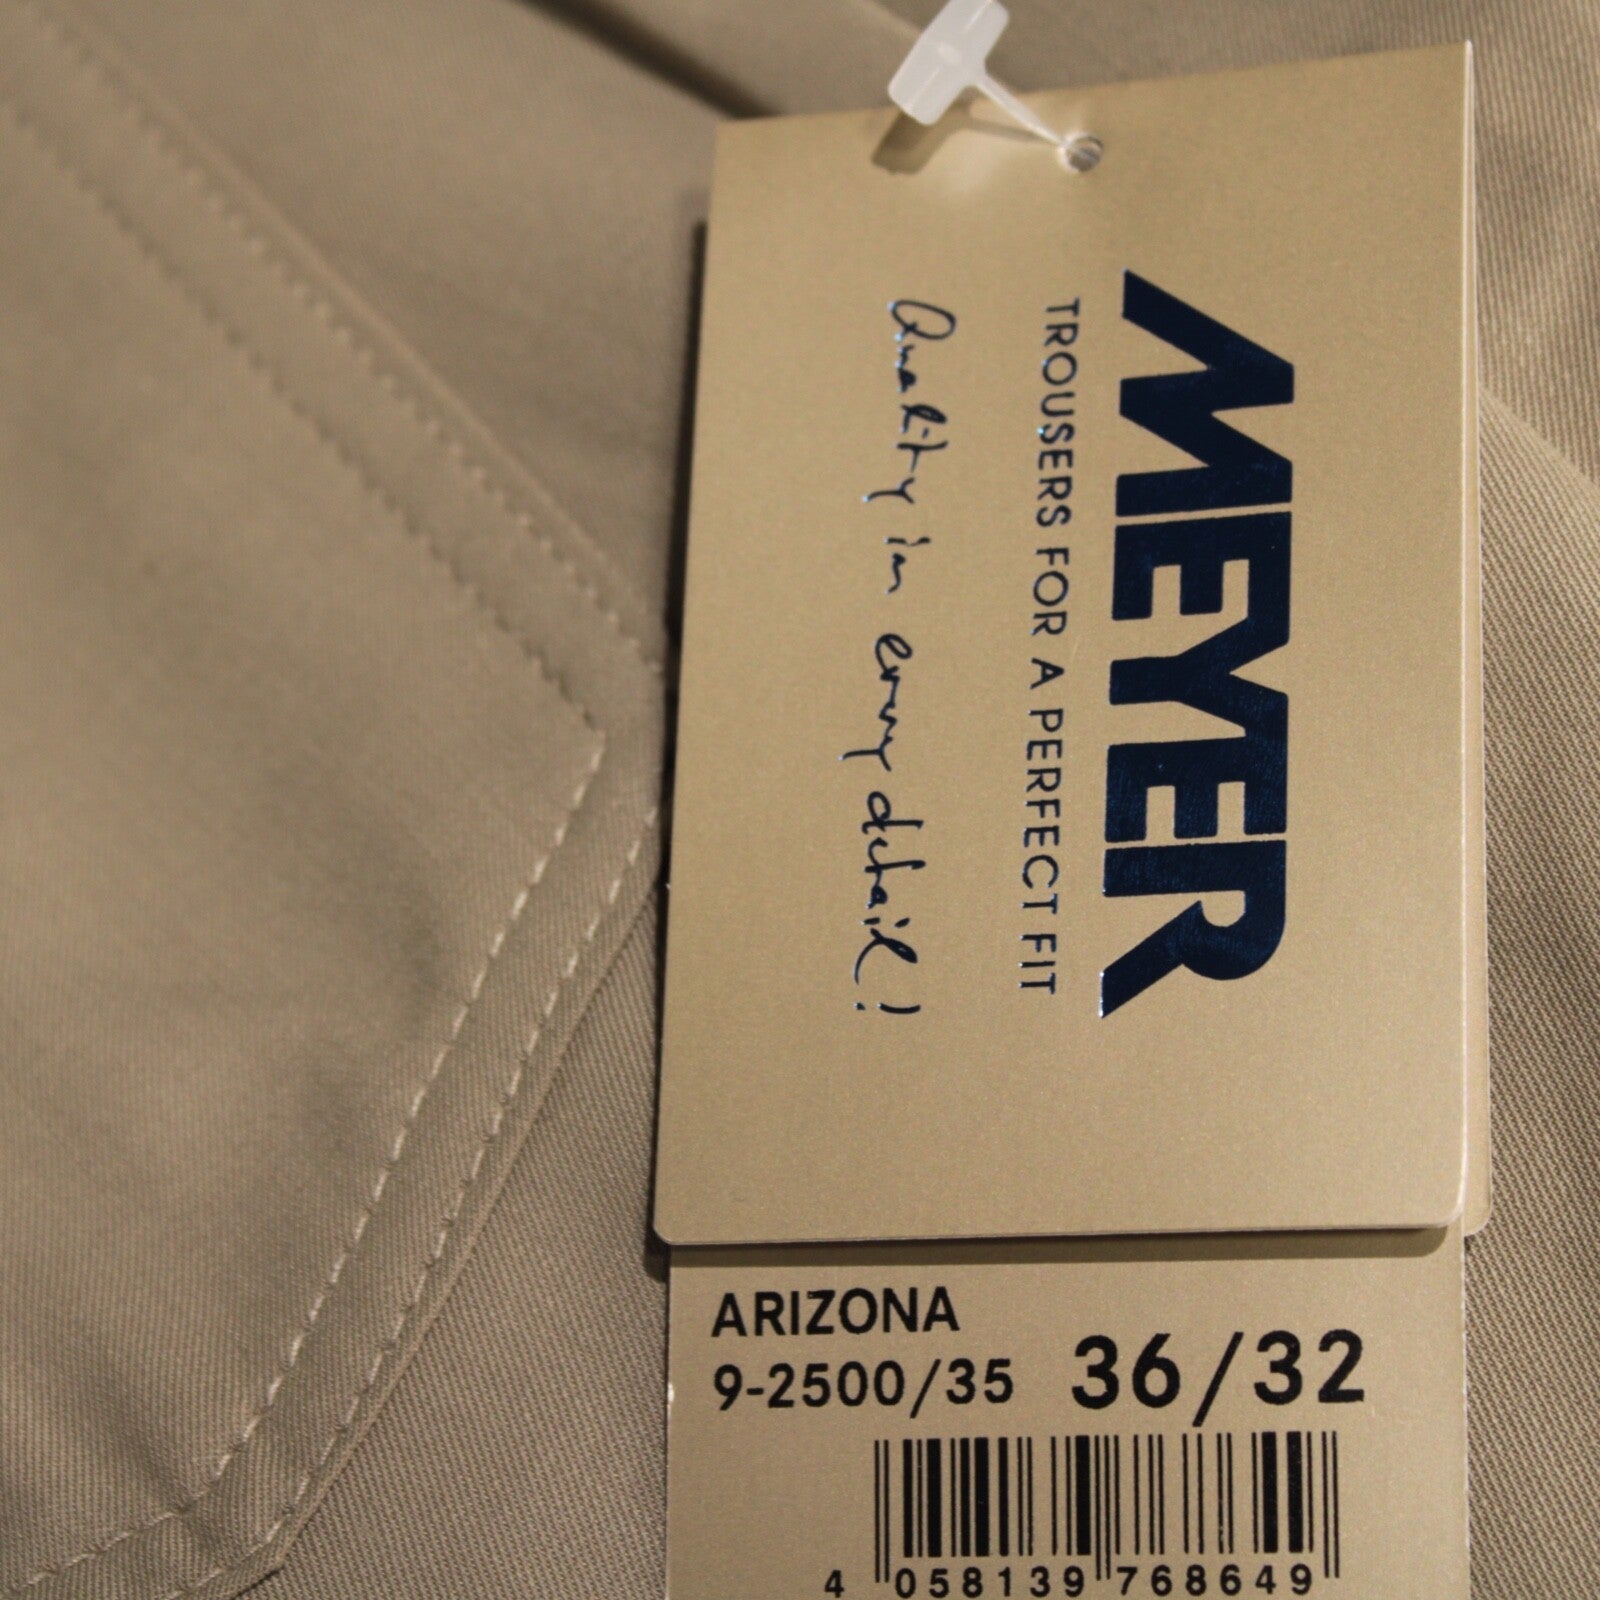 MEYER
TROUSERS FOR A PERFECT FIT
Quality in every detail!
ARIZONA
9-2500/35 36/32
4 058139 768649